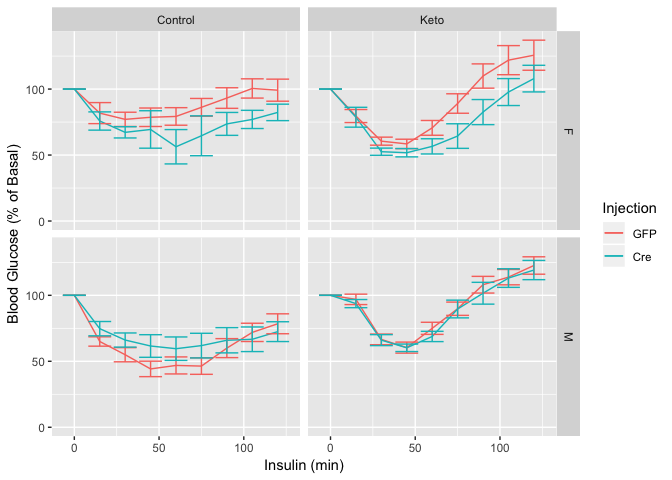 Control
Keto
100
50
0
F
100
50
0
M
Blood Glucose (% of Basal)
0
50
100
0
50
100
Insulin (min)
Injection
GFP
Cre